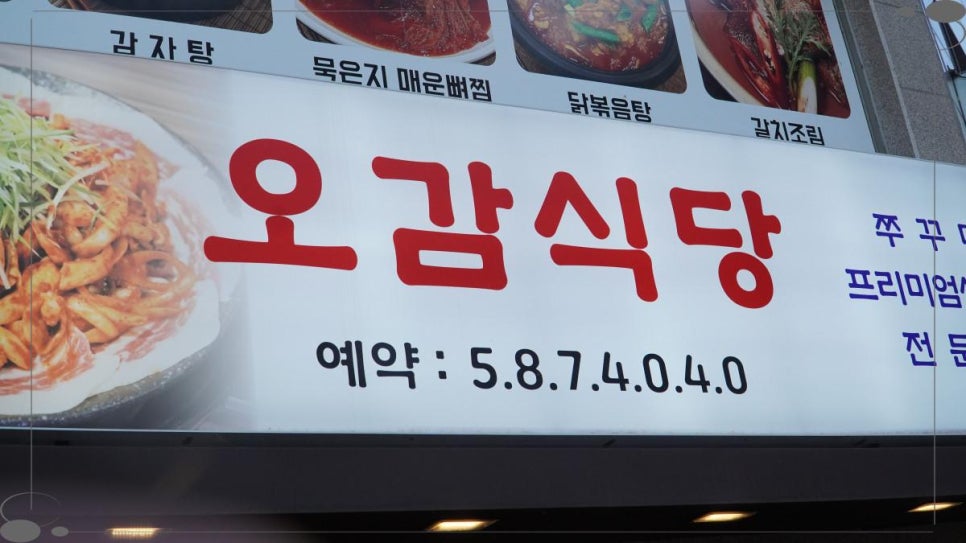 감자탕
묵은지 매운뼈찜
닭볶음탕
갈치조림
오감식당
예약 : 5.8.7.4.0.4.0
쭈꾸
프리미엄
전문